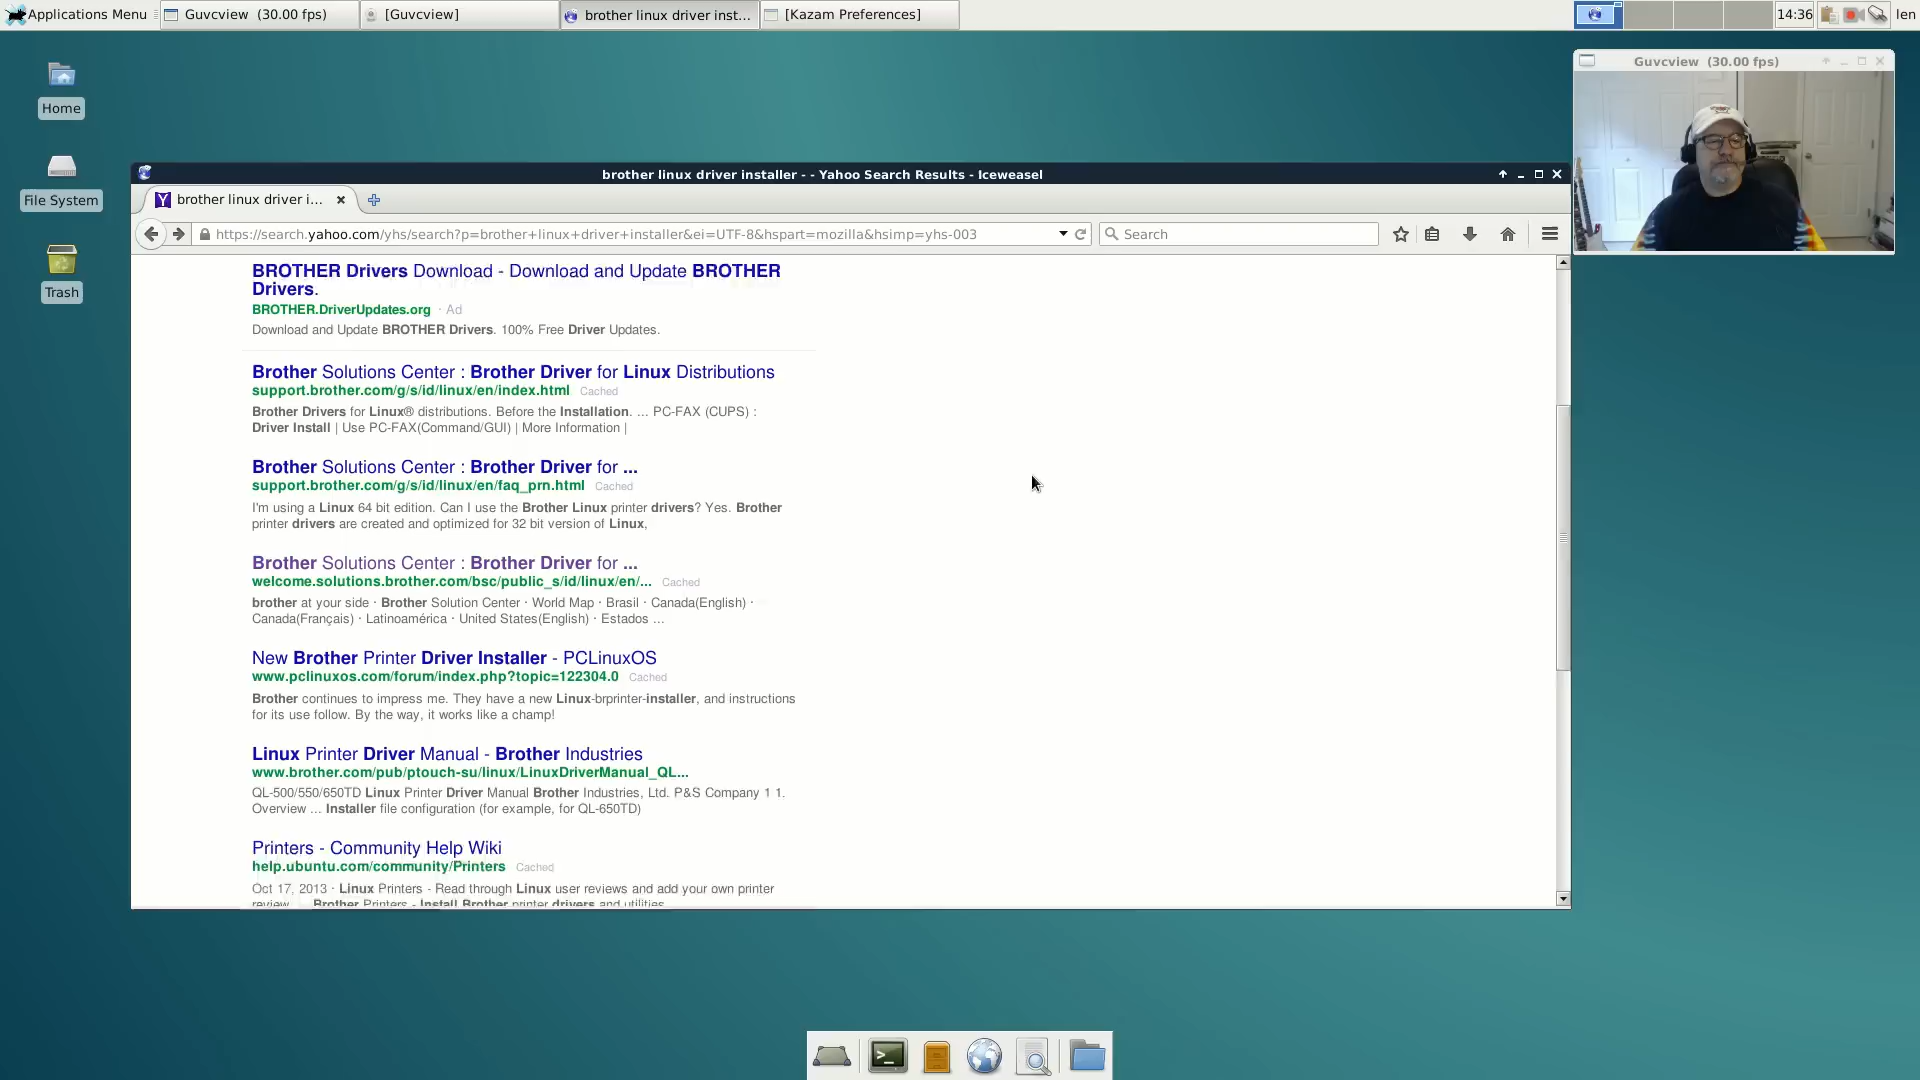 Applications Menu
Guvcview (30.00 fps)
[Guvcview]
brother linux driver inst...
[Kazam Preferences]
14:36
len
Home
File System
Trash
Guvcview (30.00 fps)
brother linux driver installer - - Yahoo Search Results - Iceweasel
brother linux driver i...
https://search.yahoo.com/yhs/search?p=brother+linux+driver+installer&ei=UTF-8&hspart=mozilla&hsimp=yhs-003
Search
BROTHER Drivers Download - Download and Update BROTHER
Drivers.
BROTHER.DriverUpdates.org · Ad
Download and Update BROTHER Drivers. 100% Free Driver Updates.
Brother Solutions Center : Brother Driver for Linux Distributions
support.brother.com/g/s/id/linux/en/index.html Cached
Brother Drivers for Linux® distributions. Before the Installation. ... PC-FAX (CUPS) :
Driver Install | Use PC-FAX(Command/GUI) | More Information |
Brother Solutions Center : Brother Driver for ...
support.brother.com/g/s/id/linux/en/faq_prn.html Cached
I'm using a Linux 64 bit edition. Can I use the Brother Linux printer drivers? Yes. Brother
printer drivers are created and optimized for 32 bit version of Linux,
Brother Solutions Center : Brother Driver for ...
welcome.solutions.brother.com/bsc/public_s/id/linux/en/... Cached
brother at your side · Brother Solution Center · World Map · Brasil · Canada(English) ·
Canada(Français) · Latinoamérica · United States(English) · Estados ...
New Brother Printer Driver Installer - PCLinuxOS
www.pclinuxos.com/forum/index.php?topic=122304.0 Cached
Brother continues to impress me. They have a new Linux-brprinter-installer, and instructions
for its use follow. By the way, it works like a champ!
Linux Printer Driver Manual - Brother Industries
www.brother.com/pub/ptouch-su/linux/LinuxDriverManual_QL...
QL-500/550/650TD Linux Printer Driver Manual Brother Industries, Ltd. P&S Company 1 1.
Overview ... Installer file configuration (for example, for QL-650TD)
Printers - Community Help Wiki
help.ubuntu.com/community/Printers Cached
Oct 17, 2013 · Linux Printers - Read through Linux user reviews and add your own printer
review. ... Brother Printers - Install Brother printer drivers and utilities